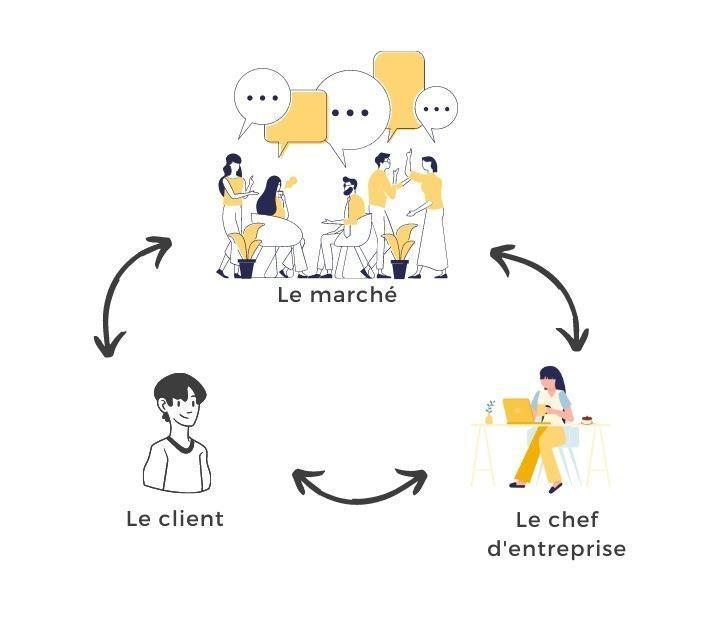 Le marché
Le client
Le chef
d'entreprise